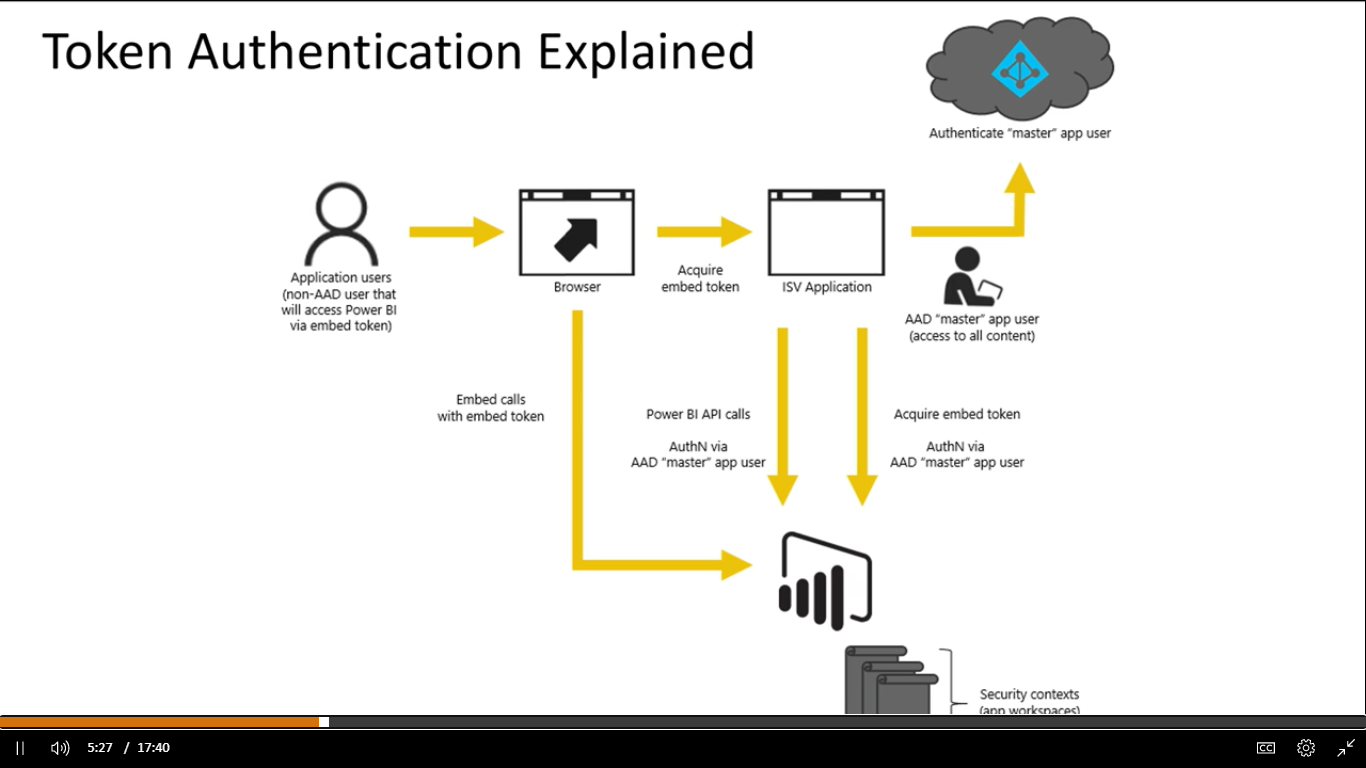 Token Authentication Explained
Authenticate “master” app user
Application users
(non-AAD user that
will access Power BI
via embed token)
Browser
Acquire
embed token
ISV Application
AAD “master” app user
(access to all content)
Embed calls
with embed token
Power BI API calls
AuthN via
AAD “master” app user
Acquire embed token
AuthN via
AAD “master” app user
Security contexts
(app workspaces)
5:27 / 17:40
CC